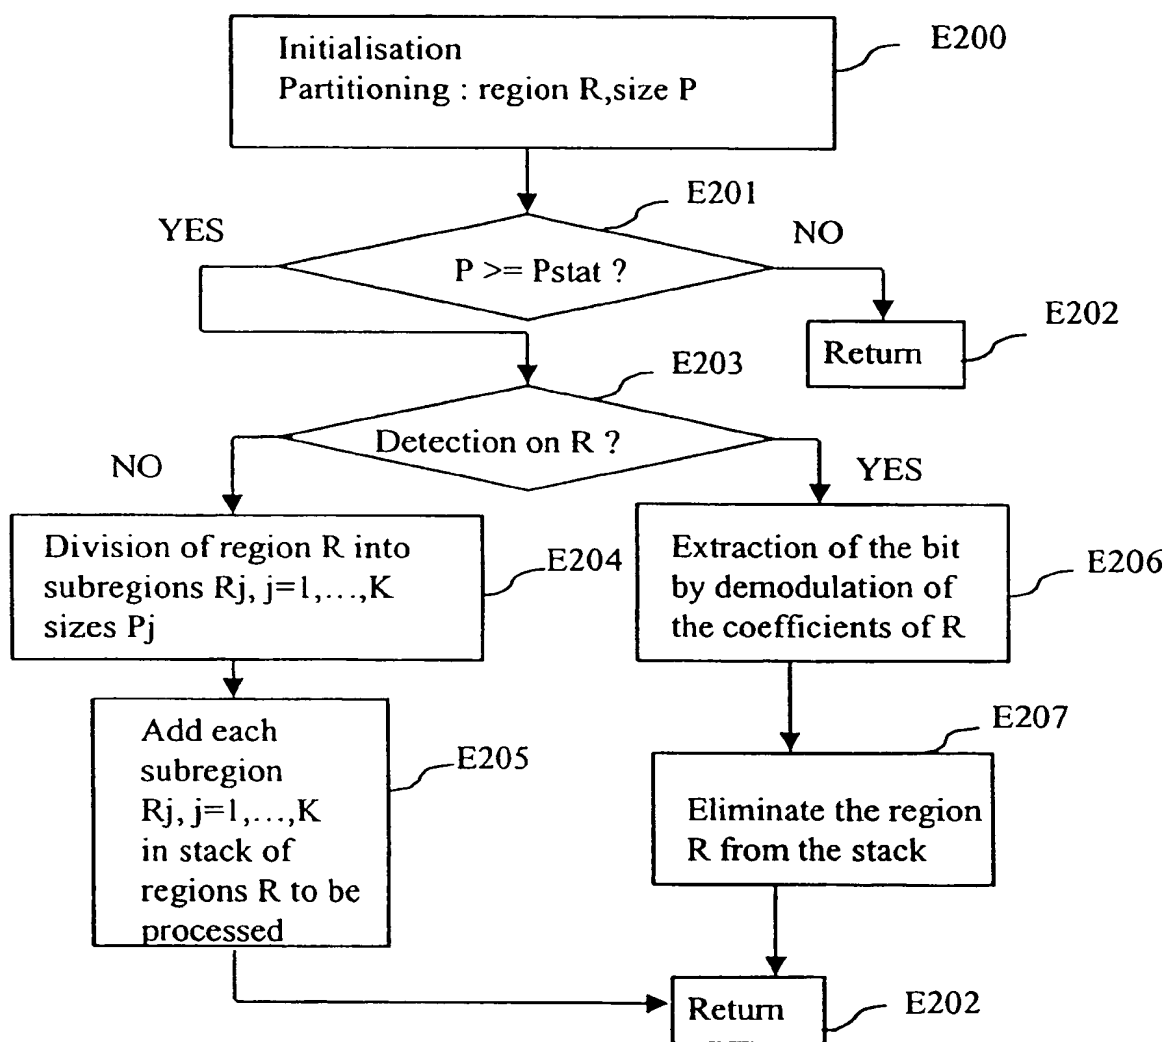 Initialisation
Partitioning : region R,size P
E200
E201
YES
NO
P >= Pstat ?
E202
Return
E203
Detection on R ?
NO
YES
Division of region R into
subregions Rj, j=1,...,K
sizes Pj
E204
Extraction of the bit
by demodulation of
the coefficients of R
E206
Add each
subregion
Rj, j=1,...,K
in stack of
regions R to be
processed
E205
E207
Eliminate the region
R from the stack
Return
E202